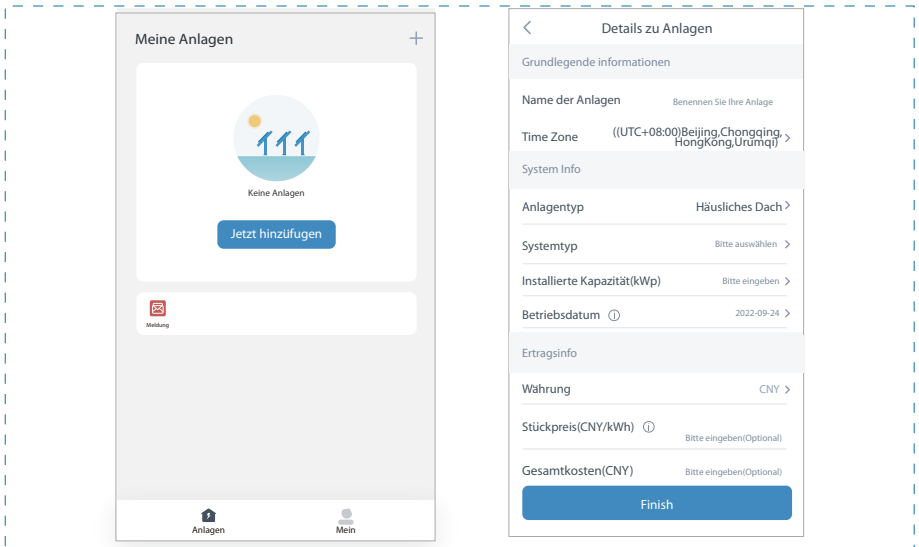 Meine Anlagen
Keine Anlagen
Jetzt hinzufügen
Meldung
Anlagen
Mein
Details zu Anlagen
Grundlegende informationen
Name der Anlagen Benennen Sie Ihre Anlage
Time Zone ((UTC+08:00)Beijing,Chongqing,
HongKong,Urumqi)
System Info
Anlagentyp Häusliches Dach
Systemtyp Bitte auswählen
Installierte Kapazität(kWp) Bitte eingeben
Betriebsdatum 2022-09-24
Ertragsinfo
Währung CNY
Stückpreis(CNY/kWh)
Bitte eingeben(Optional)
Gesamtkosten(CNY) Bitte eingeben(Optional)
Finish